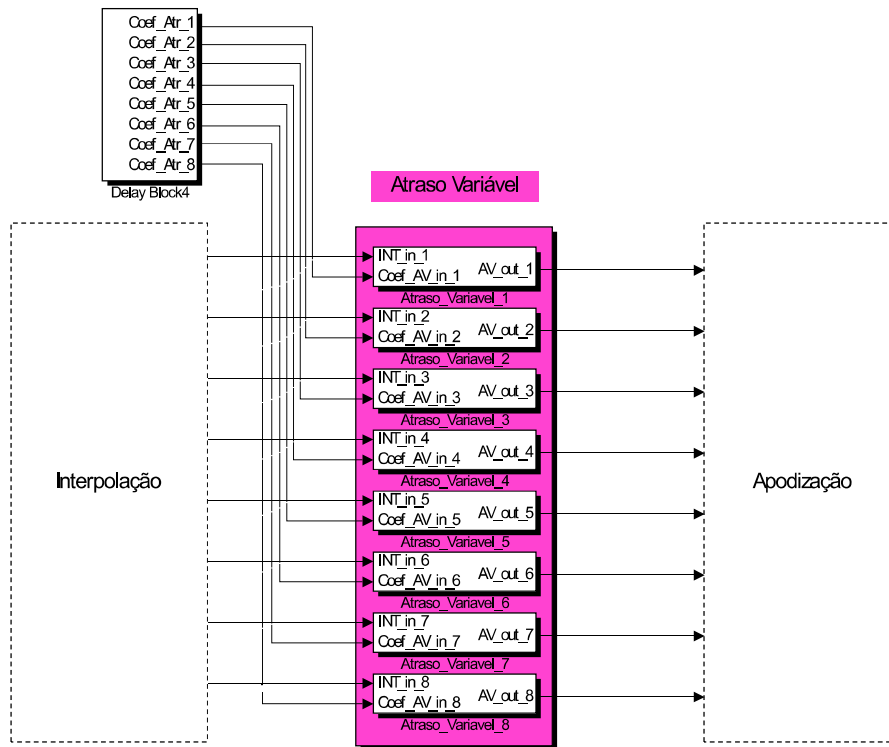 Coef_Atr_1
Coef_Atr_2
Coef_Atr_3
Coef_Atr_4
Coef_Atr_5
Coef_Atr_6
Coef_Atr_7
Coef_Atr_8
Delay Block4
Atraso Variável
Interpolação
INT_in_1
Coef_AV_in_1
AV_out_1
Atraso_Variavel_1
INT_in_2
Coef_AV_in_2
AV_out_2
Atraso_Variavel_2
INT_in_3
Coef_AV_in_3
AV_out_3
Atraso_Variavel_3
INT_in_4
Coef_AV_in_4
AV_out_4
Atraso_Variavel_4
INT_in_5
Coef_AV_in_5
AV_out_5
Atraso_Variavel_5
INT_in_6
Coef_AV_in_6
AV_out_6
Atraso_Variavel_6
INT_in_7
Coef_AV_in_7
AV_out_7
Atraso_Variavel_7
INT_in_8
Coef_AV_in_8
AV_out_8
Atraso_Variavel_8
Apodização